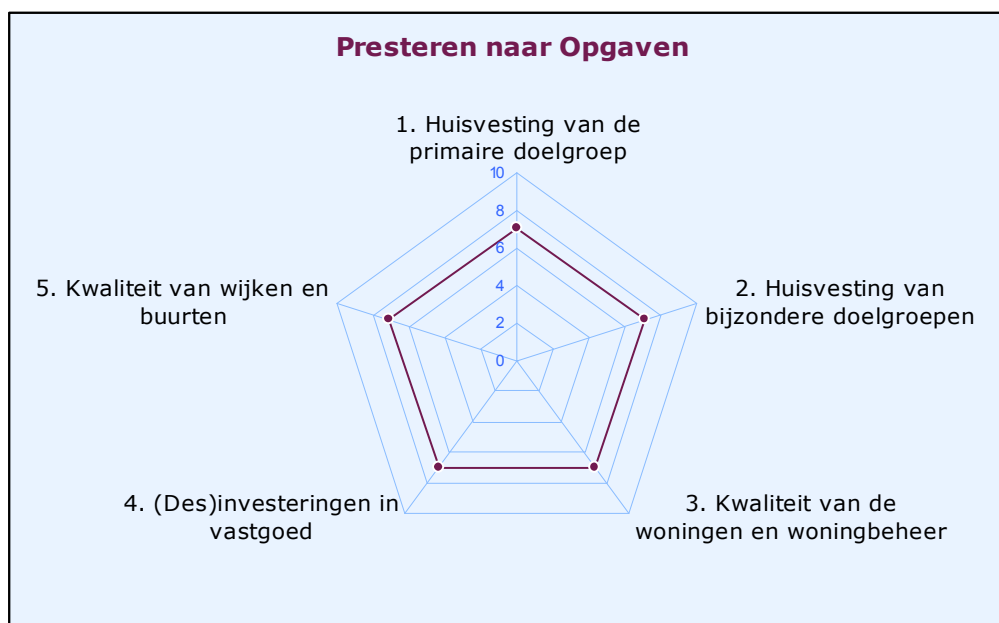 Presteren naar Opgaven
1. Huisvesting van de
primaire doelgroep
10
8
6
4
2
0
5. Kwaliteit van wijken en
buurten
2. Huisvesting van
bijzondere doelgroepen
4. (Des)investeringen in
vastgoed
3. Kwaliteit van de
woningen en woningbeheer